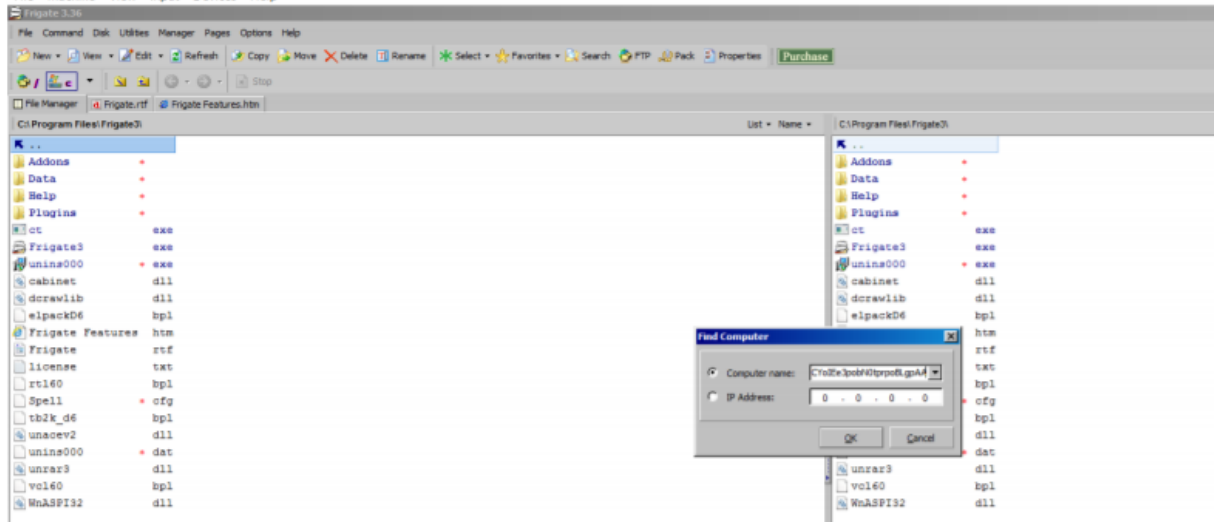 Frigate 3.36
File Command Disk Utilities Manager Pages Options Help
New View Edit Refresh Copy Move Delete Rename Select Favorites Search FTP Pack Properties Purchase
/ c Stop
File Manager Frigate.rtf Frigate Features.htm
C:\Program Files\Frigate3\ List Name C:\Program Files\Frigate3\
.. ..
Addons * Addons *
Data * Data *
Help * Help *
Plugins * Plugins *
ct exe ct exe
Frigate3 exe Frigate3 exe
unins000 * exe unins000 * exe
cabinet dll cabinet dll
dcrawlib dll dcrawlib dll
elpackD6 bpl elpackD6 bpl
Frigate Features htm htm
Frigate rtf rtf
license txt txt
rtl60 bpl bpl
Spell * cfg * cfg
tb2k_d6 bpl bpl
unacev2 dll dll
unins000 * dat * dat
unrar3 dll unrar3 dll
vcl60 bpl vcl60 bpl
WnASPI32 dll WnASPI32 dll
Find Computer
Computer name:
IP Address: 0 . 0 . 0 . 0
OK Cancel